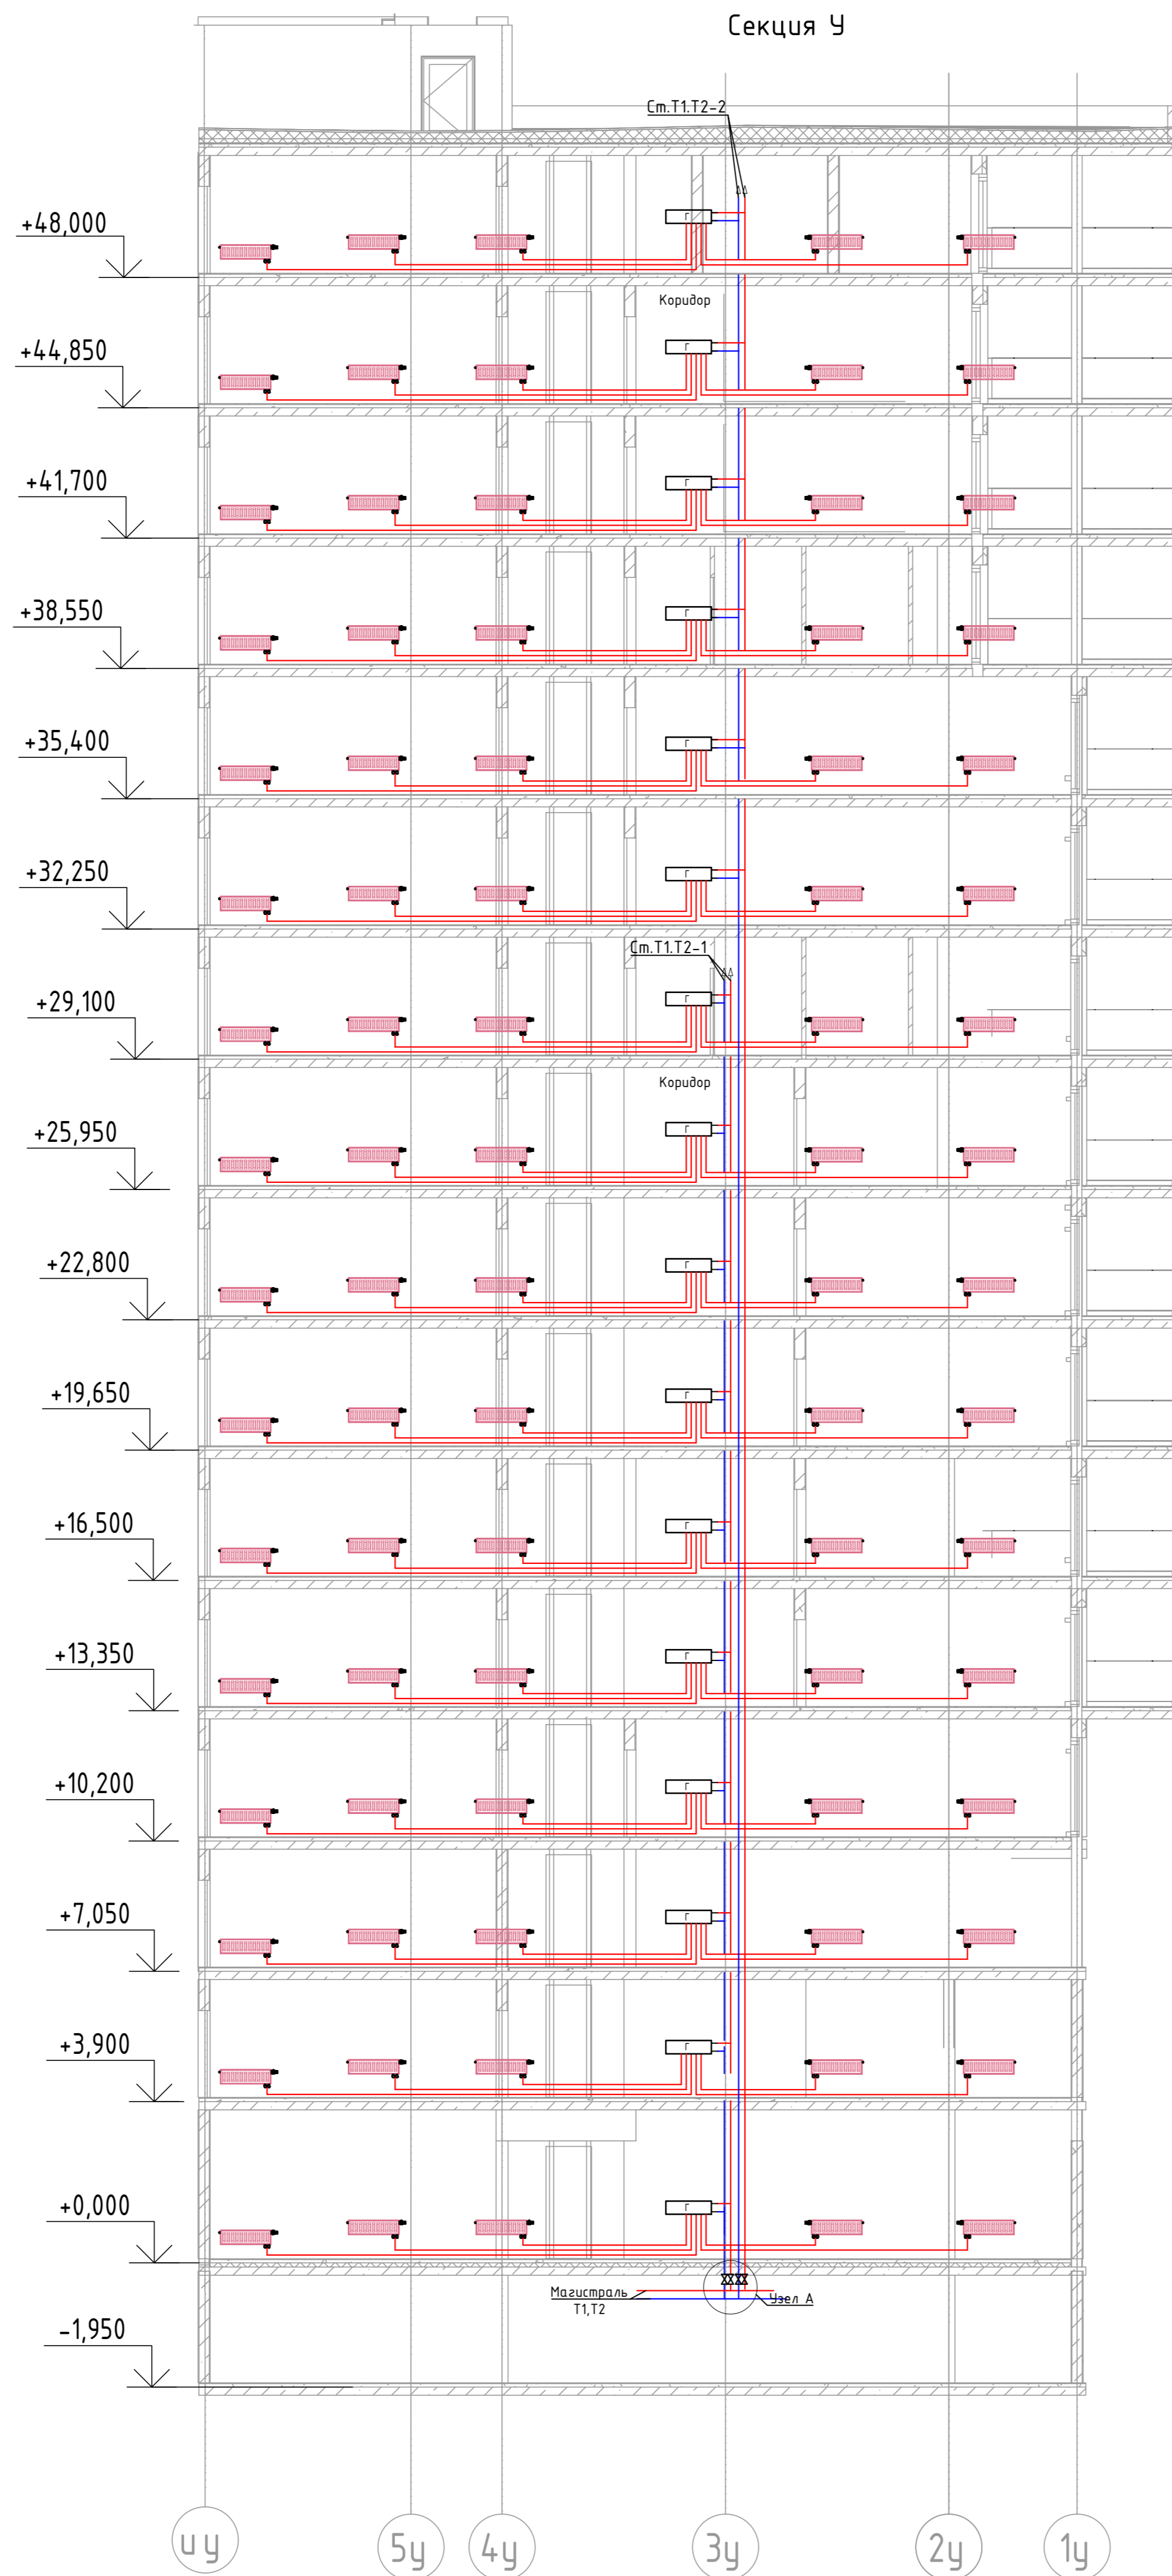 Секция У
Ст.Т1.Т2-2
+48,000
Г
Коридор
+44,850
Г
+41,700
Г
+38,550
Г
+35,400
Г
+32,250
Г
Ст.Т1.Т2-1
+29,100
Г
Коридор
+25,950
Г
+22,800
Г
+19,650
Г
+16,500
Г
+13,350
Г
+10,200
Г
+7,050
Г
+3,900
Г
+0,000
Г
Магистраль
Т1,Т2
Узел А
-1,950
иу 5у 4у 3у 2у 1у